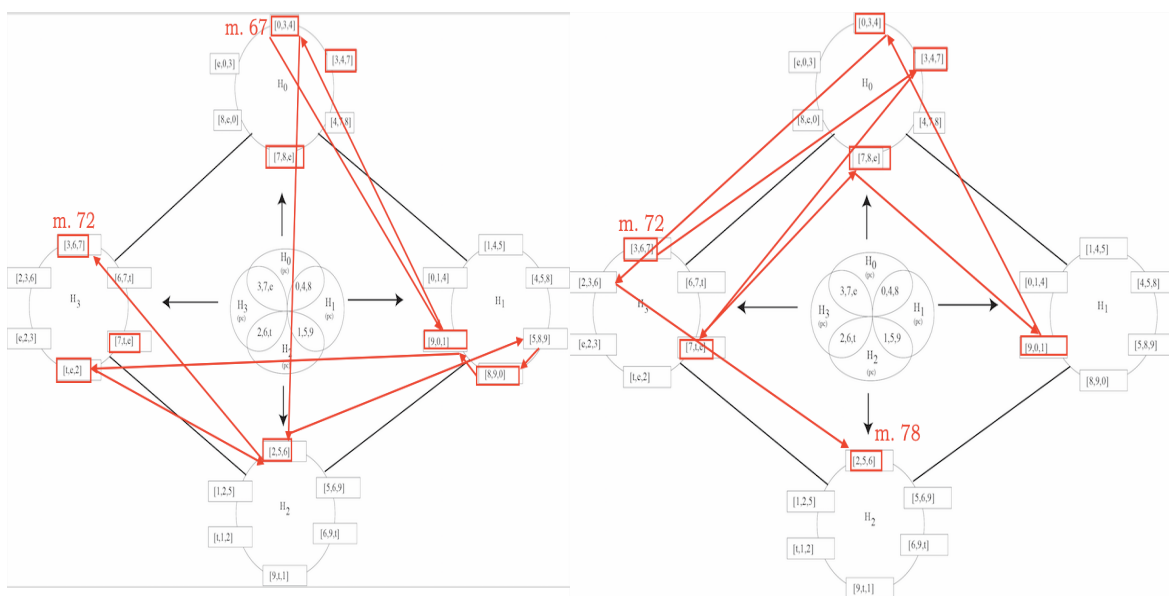 m. 67
[0,3,4]
[e,0,3]
[3,4,7]
H0
[8,e,0]
[4,7,8]
[7,8,e]
m. 72
[3,6,7]
[2,3,6]
[6,7,t]
H3
[e,2,3]
[7,t,e]
[t,e,2]
H0
(pc)
3,7,e
0,4,8
H3
(pc)
H1
(pc)
2,6,t
1,5,9
H2
(pc)
[1,4,5]
[0,1,4]
[4,5,8]
H1
[9,0,1]
[5,8,9]
[8,9,0]
[2,5,6]
[1,2,5]
[5,6,9]
H2
[t,1,2]
[6,9,t]
[9,t,1]
[0,3,4]
[e,0,3]
[3,4,7]
H0
[8,e,0]
[4,7,8]
[7,8,e]
m. 72
[3,6,7]
[2,3,6]
[6,7,t]
H3
[e,2,3]
[7,t,e]
[t,e,2]
H0
(pc)
3,7,e
0,4,8
H3
(pc)
H1
(pc)
2,6,t
1,5,9
H2
(pc)
[1,4,5]
[0,1,4]
[4,5,8]
H1
[9,0,1]
[5,8,9]
[8,9,0]
m. 78
[2,5,6]
[1,2,5]
[5,6,9]
H2
[t,1,2]
[6,9,t]
[9,t,1]